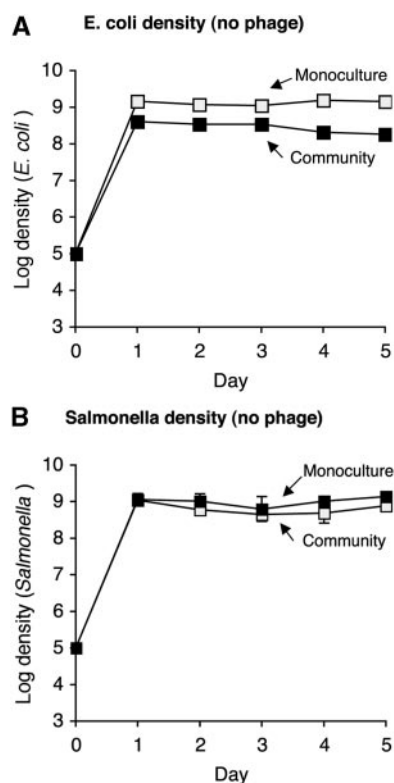 A E. coli density (no phage)
10
9
8
7
6
5
4
3
Log density (E. coli)
Monoculture
Community
0 1 2 3 4 5
Day
B Salmonella density (no phage)
10
9
8
7
6
5
4
3
Log density (Salmonella)
Monoculture
Community
0 1 2 3 4 5
Day